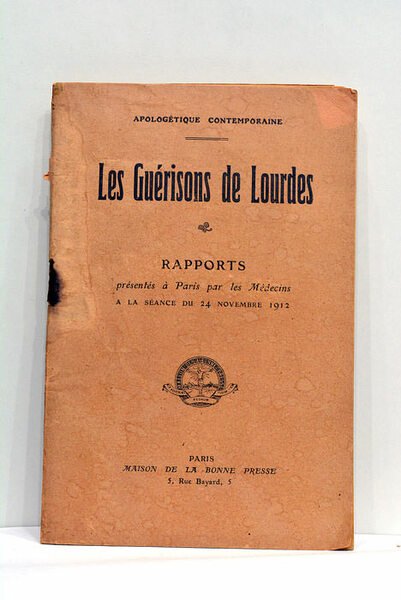 APOLOGÉTIQUE CONTEMPORAINE
Les Guérisons de Lourdes
RAPPORTS
présentés à Paris par les Médecins
A LA SÉANCE DU 24 NOVEMBRE 1912
PARIS
MAISON DE LA BONNE PRESSE
5, Rue Bayard, 5